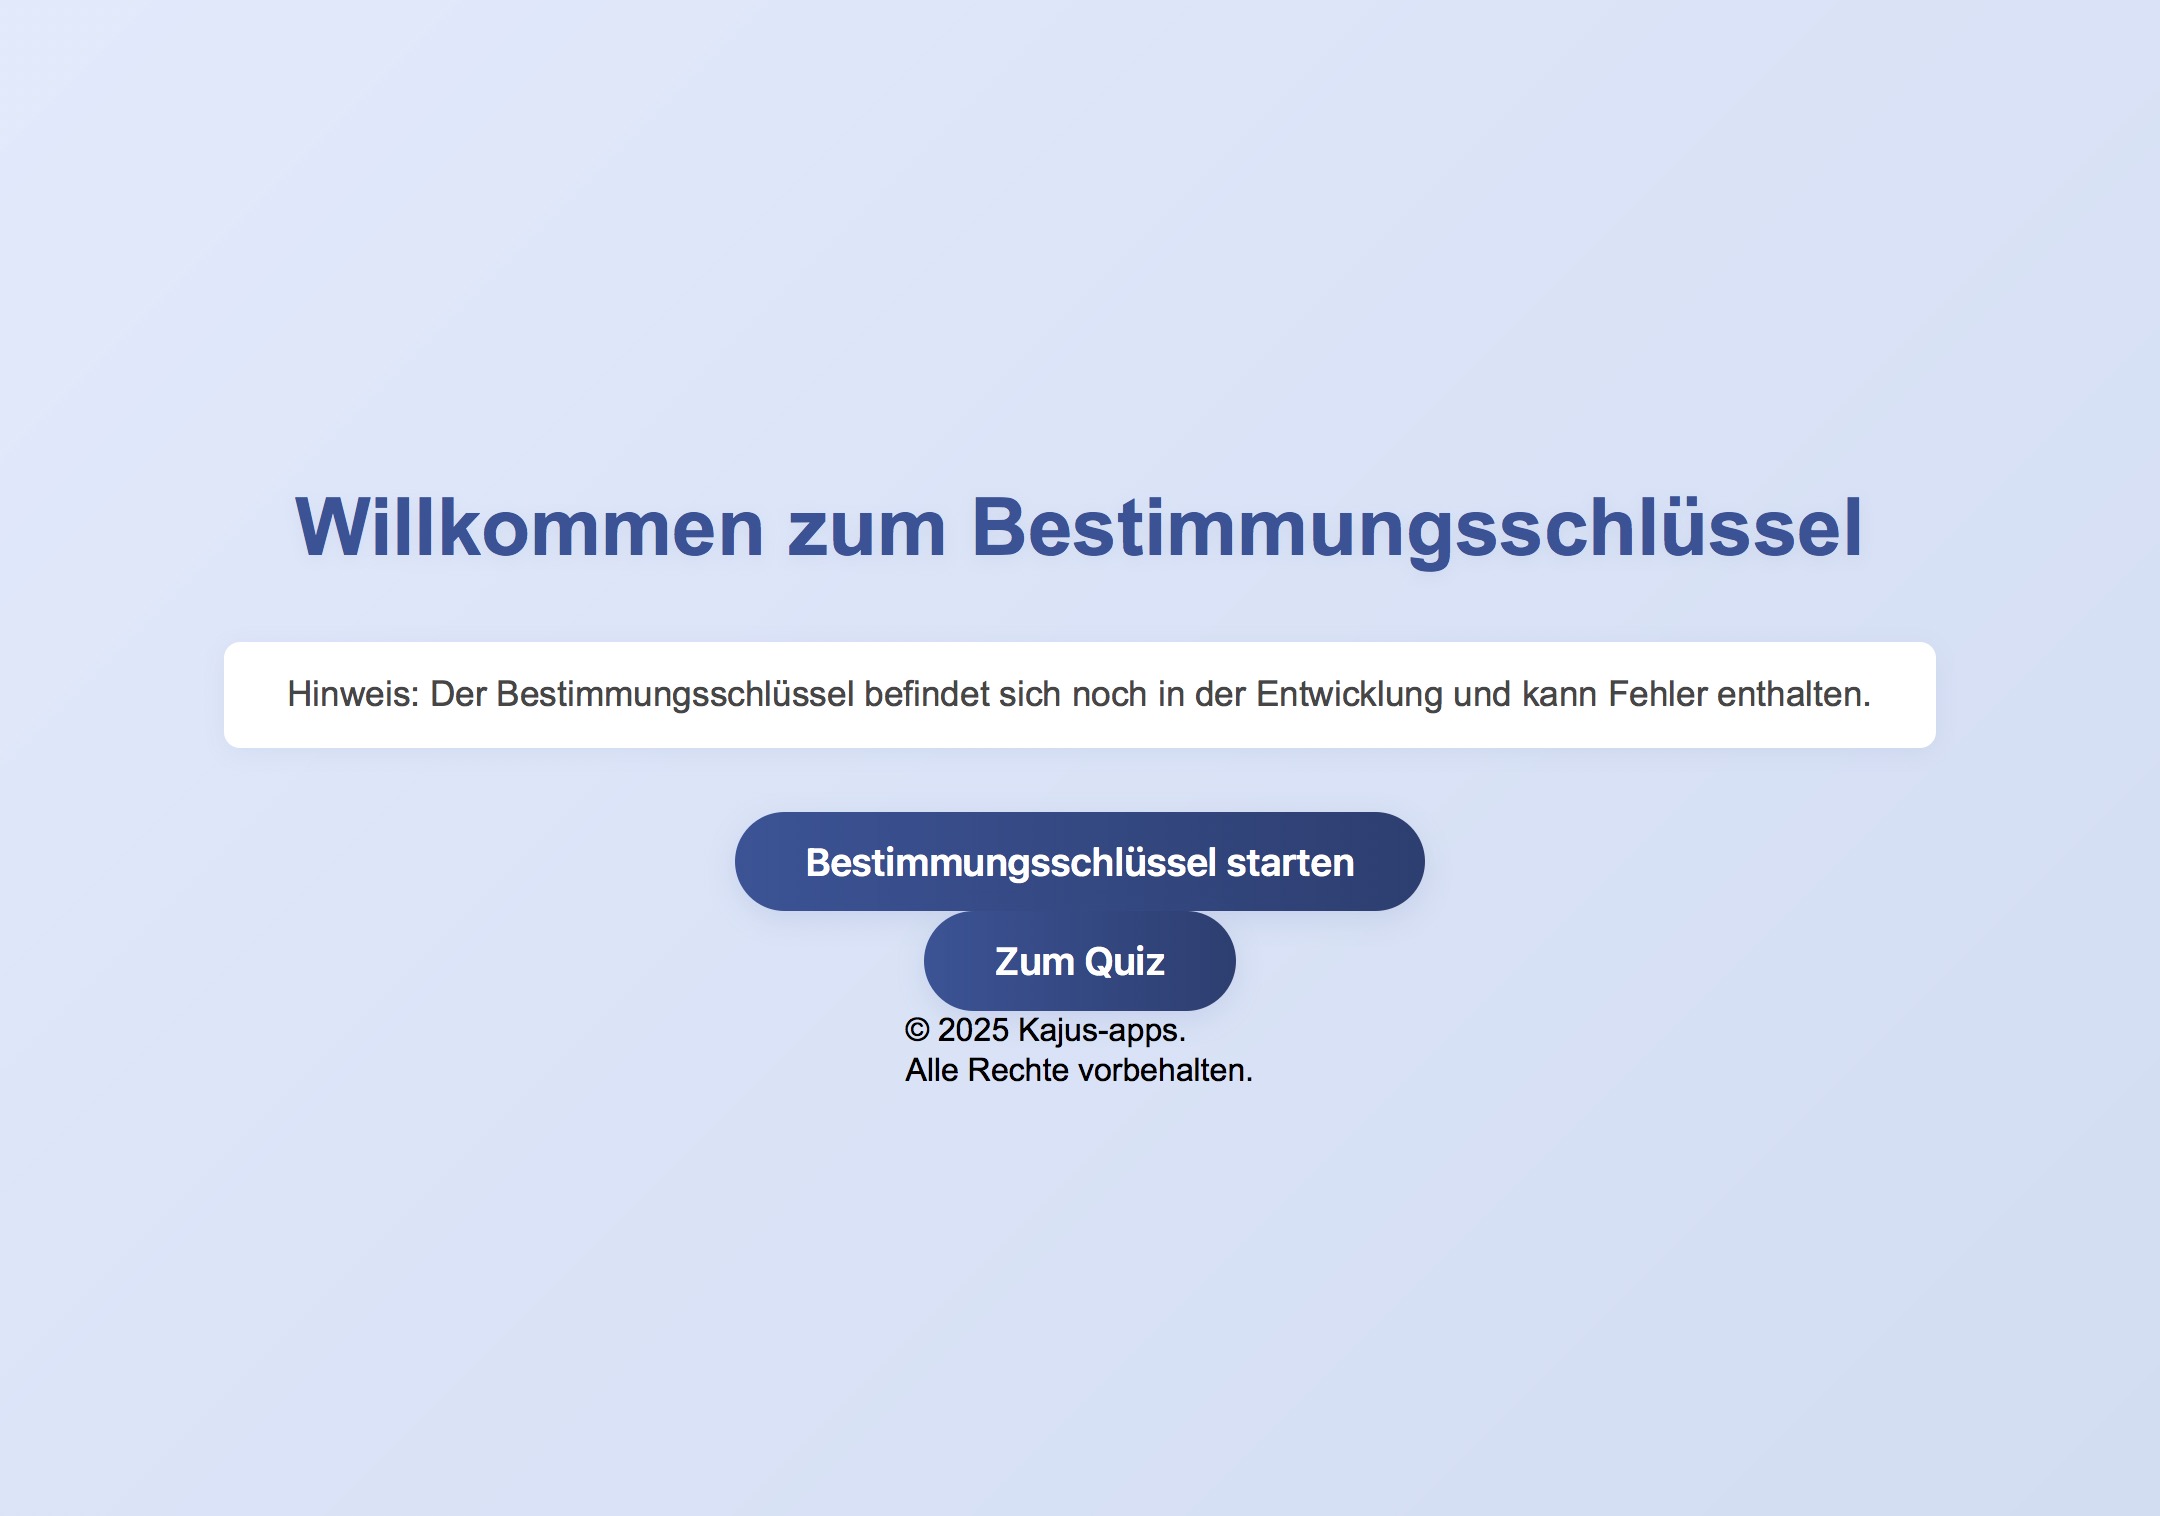 Willkommen zum Bestimmungsschlüssel
Hinweis: Der Bestimmungsschlüssel befindet sich noch in der Entwicklung und kann Fehler enthalten.
Bestimmungsschlüssel starten
Zum Quiz
© 2025 Kajus-apps.
Alle Rechte vorbehalten.